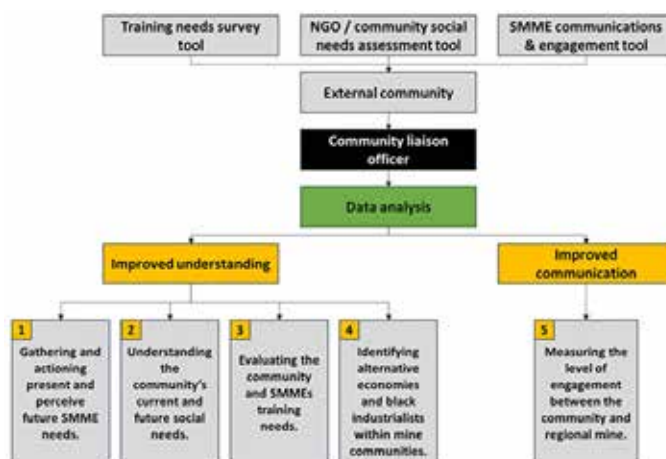 Training needs survey
tool
NGO / community social
needs assessment tool
SMME communications
& engagement tool
External community
Community liaison
officer
Data analysis
Improved understanding
Improved
communication
1
Gathering and
actioning
present and
perceive
future SMME
needs.
2
Understanding
the
community's
current and
future social
needs.
3
Evaluating the
community
and SMMEs
training
needs.
4
Identifying
alternative
economies
and black
industrialists
within mine
communities.
5
Measuring the
level of
engagement
between the
community and
regional mine.